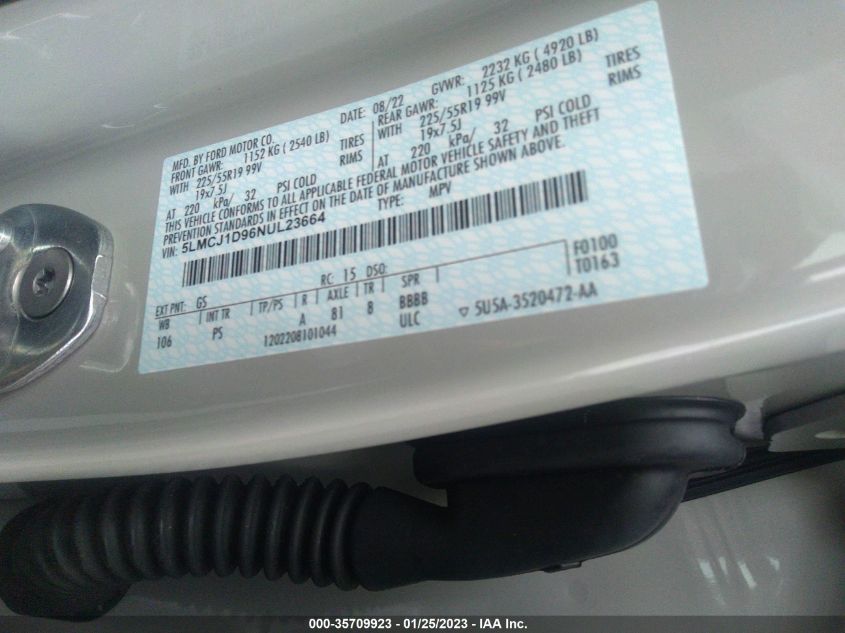 MFD. BY FORD MOTOR CO.
DATE: 08/22
GVWR: 2232 KG ( 4920 LB)
FRONT GAWR: 1152 KG ( 2540 LB)
REAR GAWR: 1125 KG ( 2480 LB)
WITH 225/55R19 99V TIRES
WITH 225/55R19 99V TIRES
19x7.5J RIMS
19x7.5J RIMS
AT 220 kPa/ 32 PSI COLD
AT 220 kPa/ 32 PSI COLD
THIS VEHICLE CONFORMS TO ALL APPLICABLE FEDERAL MOTOR VEHICLE SAFETY AND THEFT
PREVENTION STANDARDS IN EFFECT ON THE DATE OF MANUFACTURE SHOWN ABOVE.
VIN: 5LMCJ1D96NUL23664
TYPE: MPV
F0100
T0163
EXT PNT: GS RC: 15 DSO:
WB INT TR TP/PS R AXLE TR SPR
106 PS A 81 8 BBBB
1202208101044 ULC
▽ 5U5A-3520472-AA
000-35709923 - 01/25/2023 - IAA Inc.